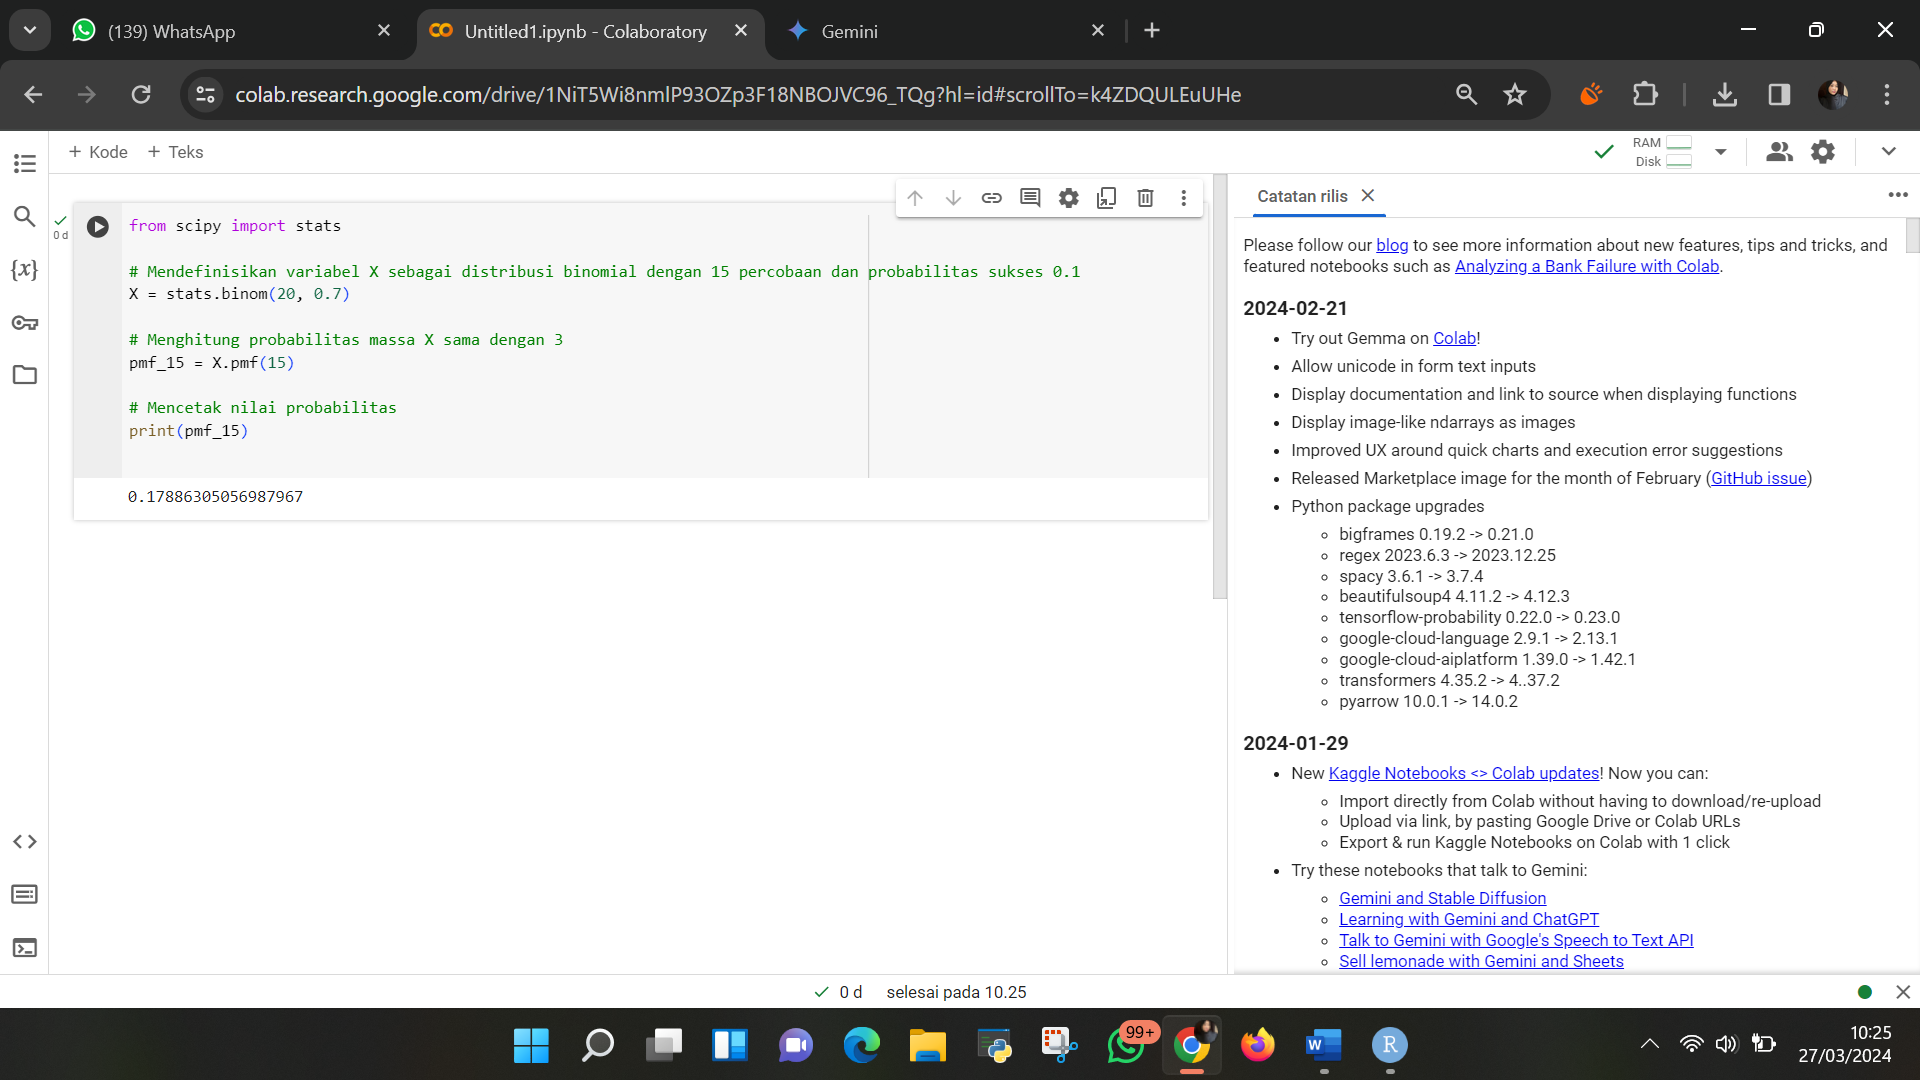 (139) WhatsApp
Untitled1.ipynb - Colaboratory
Gemini
colab.research.google.com/drive/1NiT5Wi8nmlP93OZp3F18NBOJVC96_TQg?hl=id#scrollTo=k4ZDQULEuUHe
+ Kode + Teks
RAM
Disk
0 d
from scipy import stats
# Mendefinisikan variabel X sebagai distribusi binomial dengan 15 percobaan dan probabilitas sukses 0.1
X = stats.binom(20, 0.7)
# Menghitung probabilitas massa X sama dengan 3
pmf_15 = X.pmf(15)
# Mencetak nilai probabilitas
print(pmf_15)
0.17886305056987967
Catatan rilis
Please follow our blog to see more information about new features, tips and tricks, and
featured notebooks such as Analyzing a Bank Failure with Colab.
2024-02-21
• Try out Gemma on Colab!
• Allow unicode in form text inputs
• Display documentation and link to source when displaying functions
• Display image-like ndarrays as images
• Improved UX around quick charts and execution error suggestions
• Released Marketplace image for the month of February (GitHub issue)
• Python package upgrades
◦ bigframes 0.19.2 -> 0.21.0
◦ regex 2023.6.3 -> 2023.12.25
◦ spacy 3.6.1 -> 3.7.4
◦ beautifulsoup4 4.11.2 -> 4.12.3
◦ tensorflow-probability 0.22.0 -> 0.23.0
◦ google-cloud-language 2.9.1 -> 2.13.1
◦ google-cloud-aiplatform 1.39.0 -> 1.42.1
◦ transformers 4.35.2 -> 4..37.2
◦ pyarrow 10.0.1 -> 14.0.2
2024-01-29
• New Kaggle Notebooks <> Colab updates! Now you can:
◦ Import directly from Colab without having to download/re-upload
◦ Upload via link, by pasting Google Drive or Colab URLs
◦ Export & run Kaggle Notebooks on Colab with 1 click
• Try these notebooks that talk to Gemini:
◦ Gemini and Stable Diffusion
◦ Learning with Gemini and ChatGPT
◦ Talk to Gemini with Google's Speech to Text API
◦ Sell lemonade with Gemini and Sheets
0 d selesai pada 10.25
99+
10:25
27/03/2024